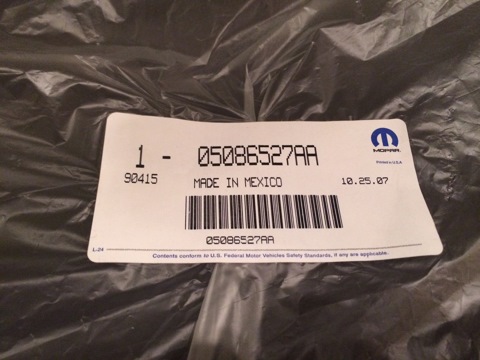 1 - 05086527AA
MOPAR.
Printed in U.S.A.
90415 MADE IN MEXICO 10.25.07
05086527AA
L-24
Contents conform to U.S. Federal Motor Vehicles Safety Standards, if any are applicable.